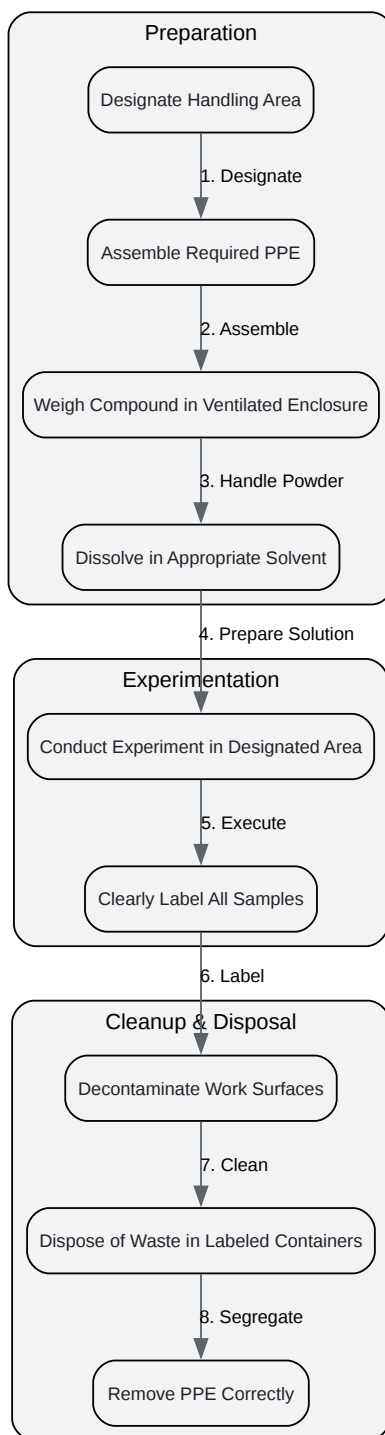 Preparation
Designate Handling Area
1. Designate
Assemble Required PPE
2. Assemble
Weigh Compound in Ventilated Enclosure
3. Handle Powder
Dissolve in Appropriate Solvent
4. Prepare Solution
Experimentation
Conduct Experiment in Designated Area
5. Execute
Clearly Label All Samples
6. Label
Cleanup & Disposal
Decontaminate Work Surfaces
7. Clean
Dispose of Waste in Labeled Containers
8. Segregate
Remove PPE Correctly